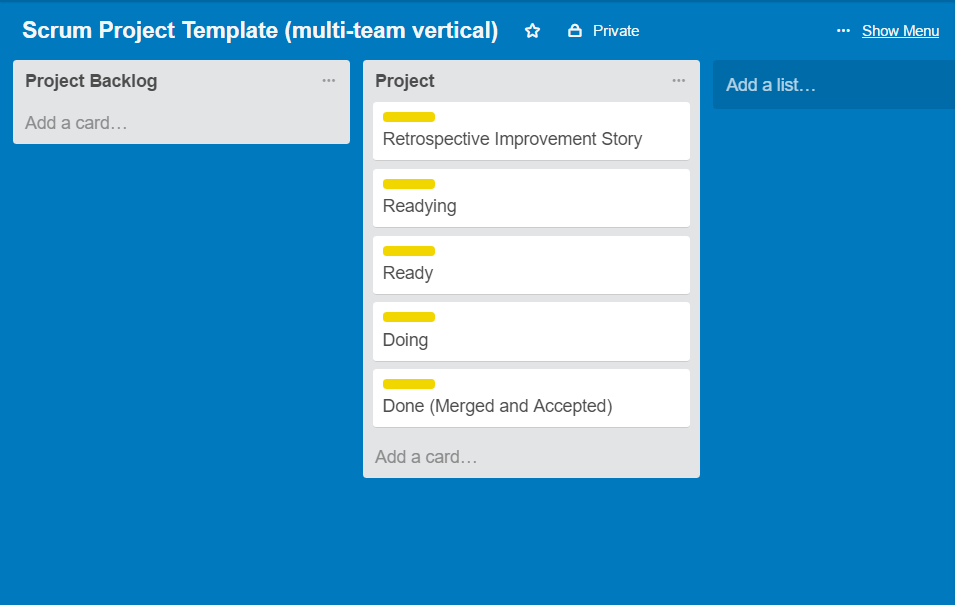 Scrum Project Template (multi-team vertical)
Private
Show Menu
Project Backlog
Add a card…
Project
Retrospective Improvement Story
Readying
Ready
Doing
Done (Merged and Accepted)
Add a card…
Add a list…